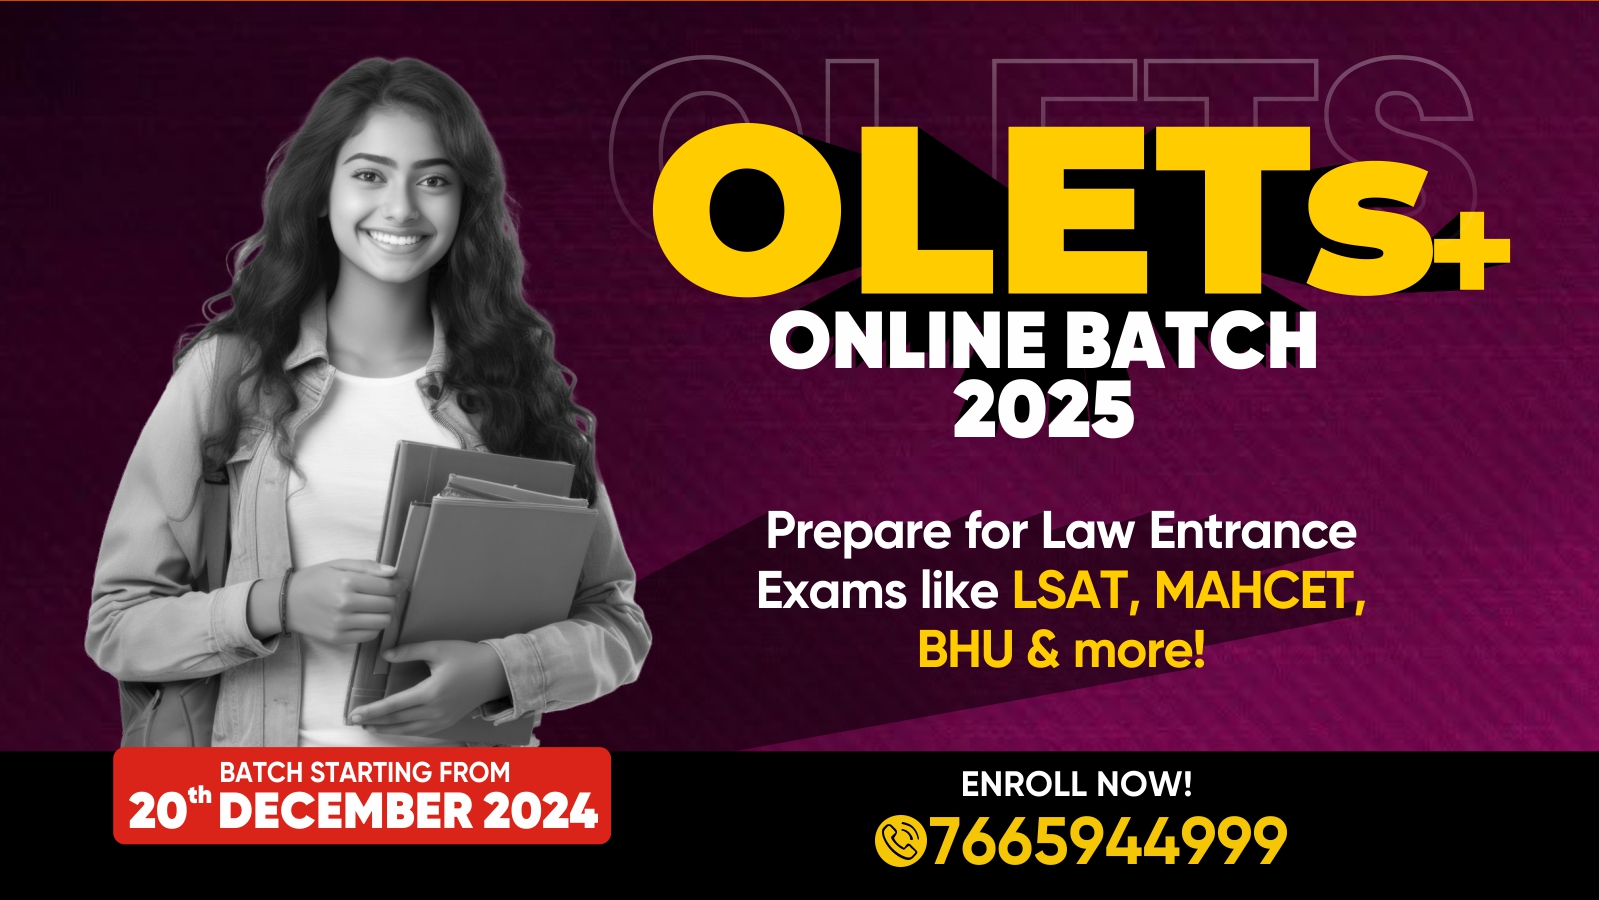 OLETS
OLETs+
ONLINE BATCH
2025
Prepare for Law Entrance
Exams like LSAT, MAHCET,
BHU & more!
BATCH STARTING FROM
20th DECEMBER 2024
ENROLL NOW!
7665944999